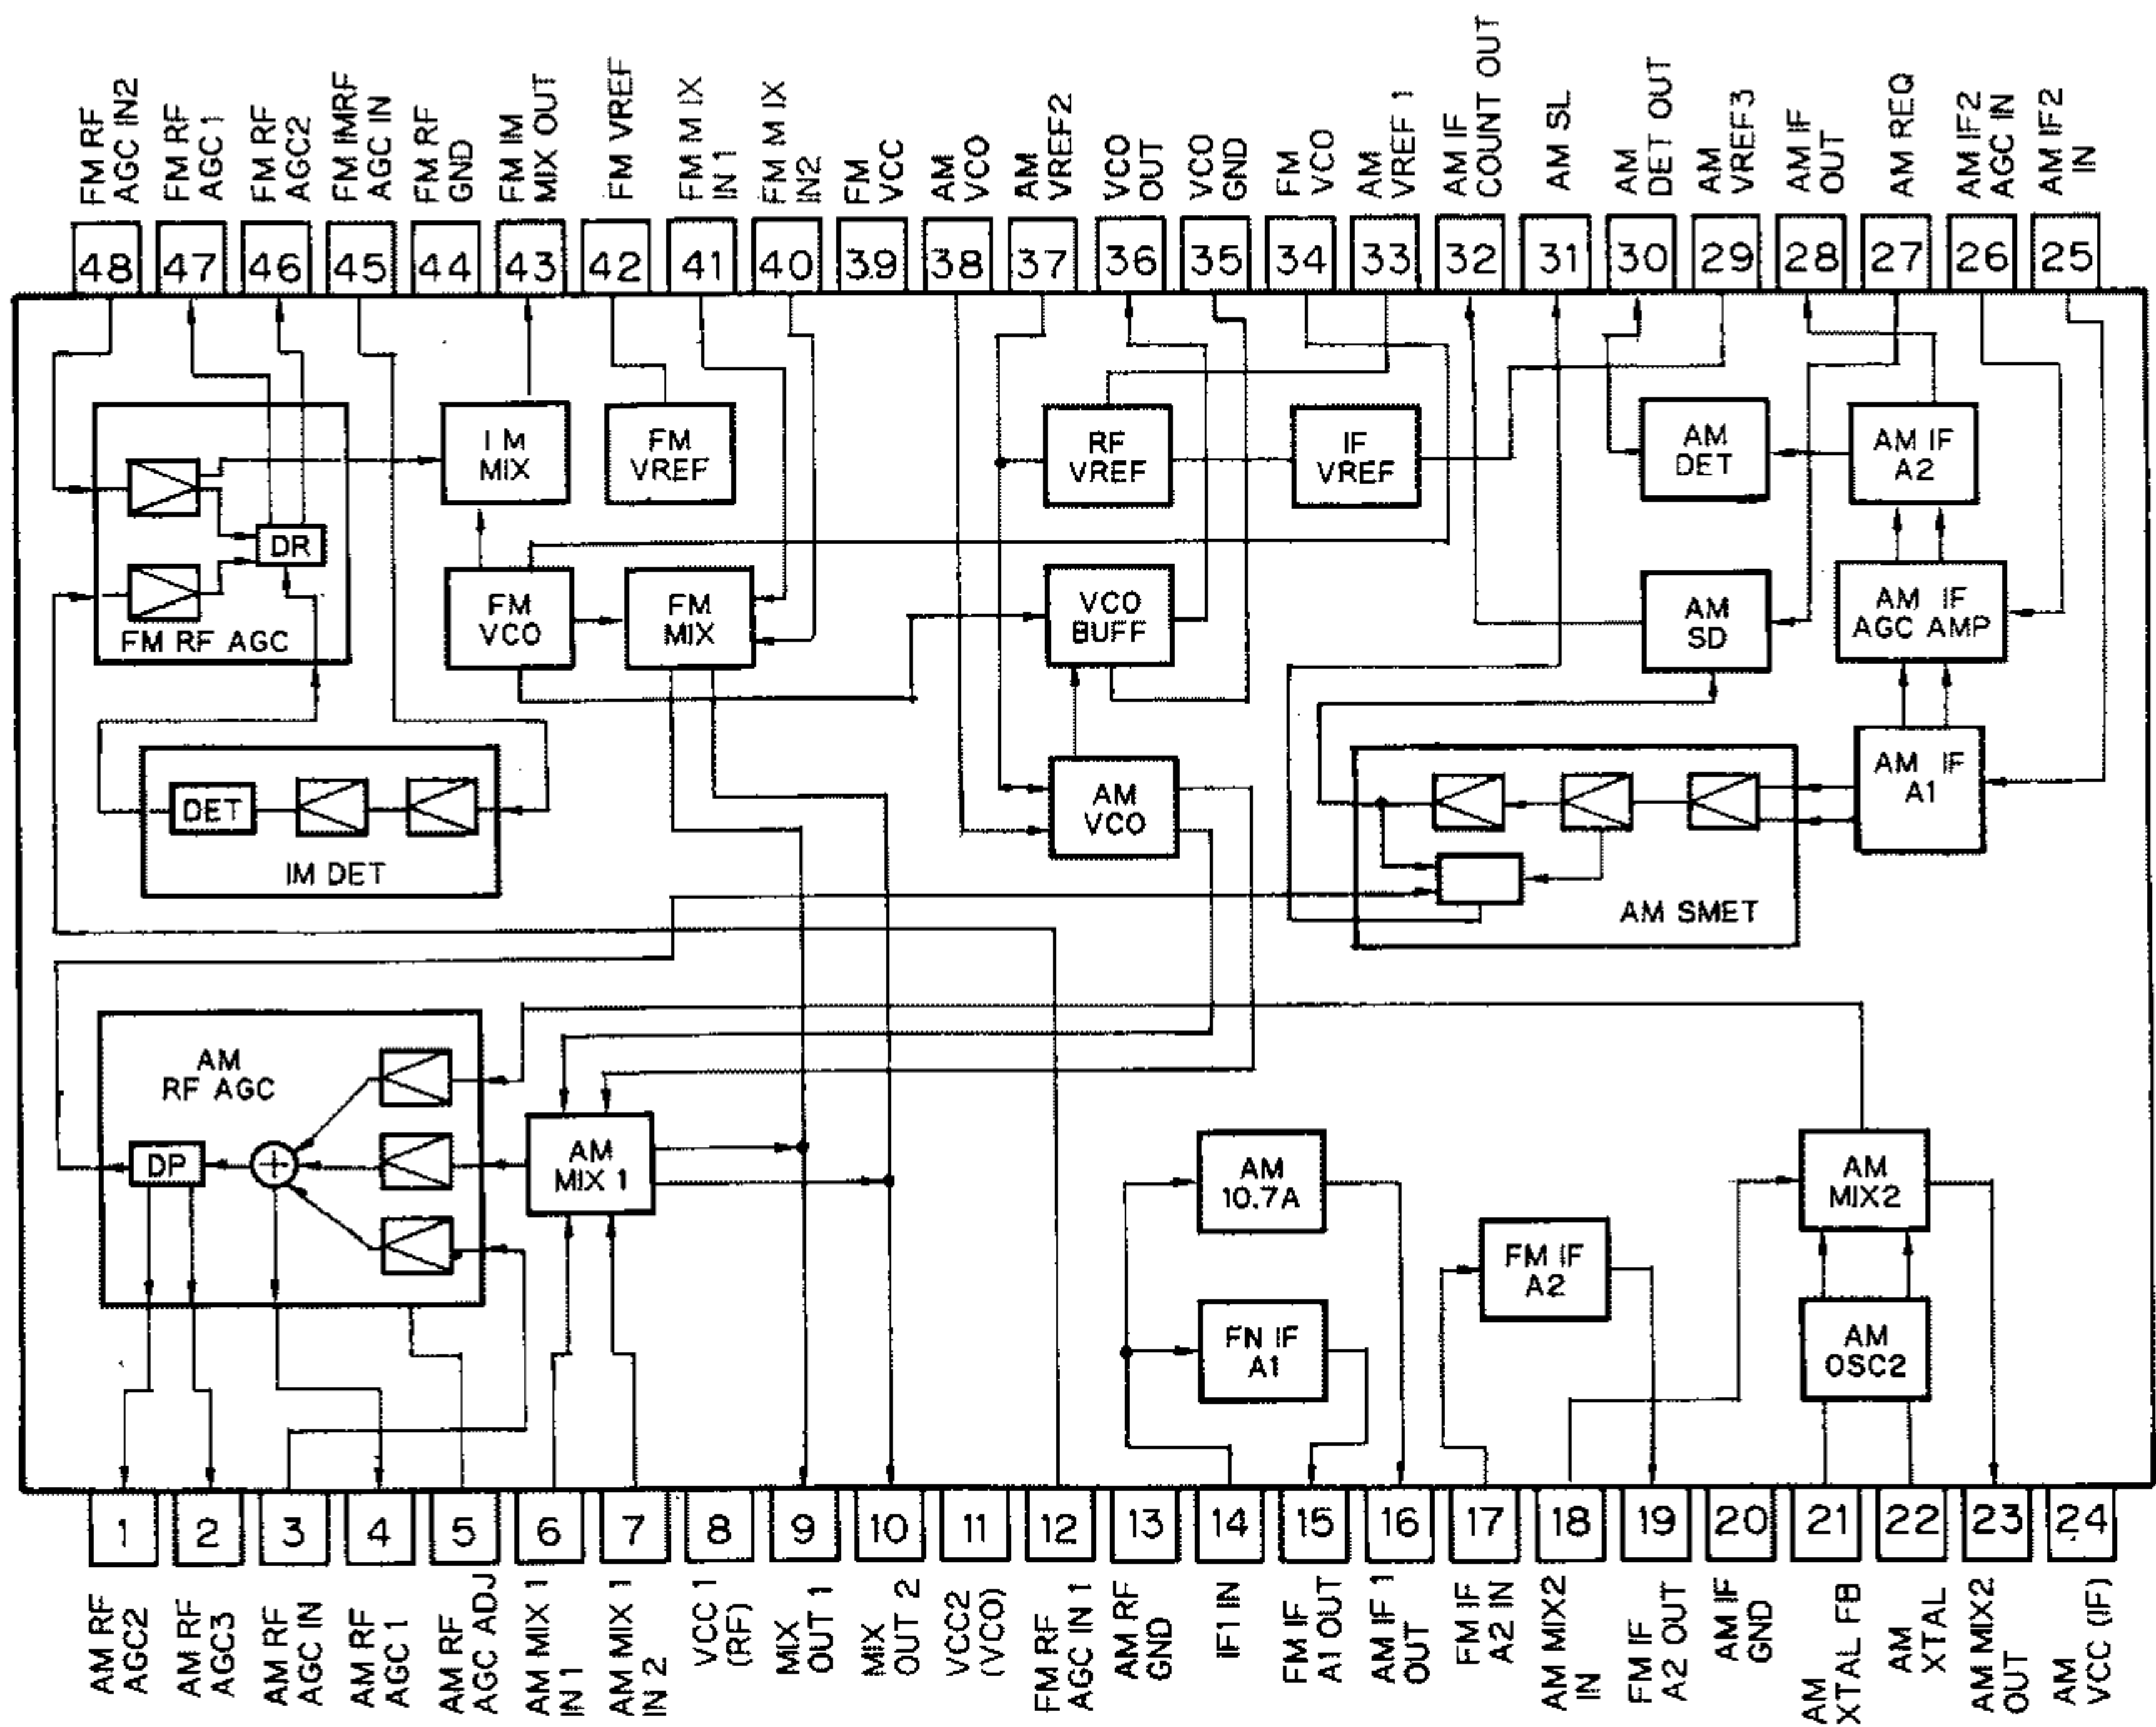 FM RF
AGC IN2
FM RF
AGC 1
FM RF
AGC2
FM IMRF
AGC IN
FM RF
GND
FM IM
MIX OUT
FM VREF
FM M IX
IN 1
FM M IX
IN2
FM
VCC
AM
VCO
AM
VREF2
VCO
OUT
VCO
GND
FM
VCO
AM
VREF 1
AM IF
COUNT OUT
AM SL
AM
DET OUT
AM
VREF3
AM IF
OUT
AM REQ
AM IF2
AGC IN
AM IF2
IN
48 47 46 45 44 43 42 41 40 39 38 37 36 35 34 33 32 31 30 29 28 27 26 25
I M
MIX
FM
VREF
RF
VREF
IF
VREF
AM
DET
AM IF
A2
DR
FM RF AGC
FM
VCO
FM
MIX
VCO
BUFF
AM
SD
AM IF
AGC AMP
DET
IM DET
AM
VCO
AM SMET
AM IF
A1
AM
RF AGC
DP
+
AM
MIX 1
AM
10.7A
FN IF
A1
FM IF
A2
AM
MIX2
AM
OSC2
1 2 3 4 5 6 7 8 9 10 11 12 13 14 15 16 17 18 19 20 21 22 23 24
AM RF
AGC2
AM RF
AGC3
AM RF
AGC IN
AM RF
AGC 1
AM RF
AGC ADJ
AM MIX 1
IN 1
AM MIX 1
IN 2
VCC 1
(RF)
MIX
OUT 1
MIX
OUT 2
VCC2
(VCO)
FM RF
AGC IN 1
AM RF
GND
IF1 IN
FM IF
A1 OUT
AM IF 1
OUT
FM IF
A2 IN
AM MIX2
IN
FM IF
A2 OUT
AM IF
GND
AM
XTAL FB
AM
XTAL
AM MIX2
OUT
AM
VCC (IF)